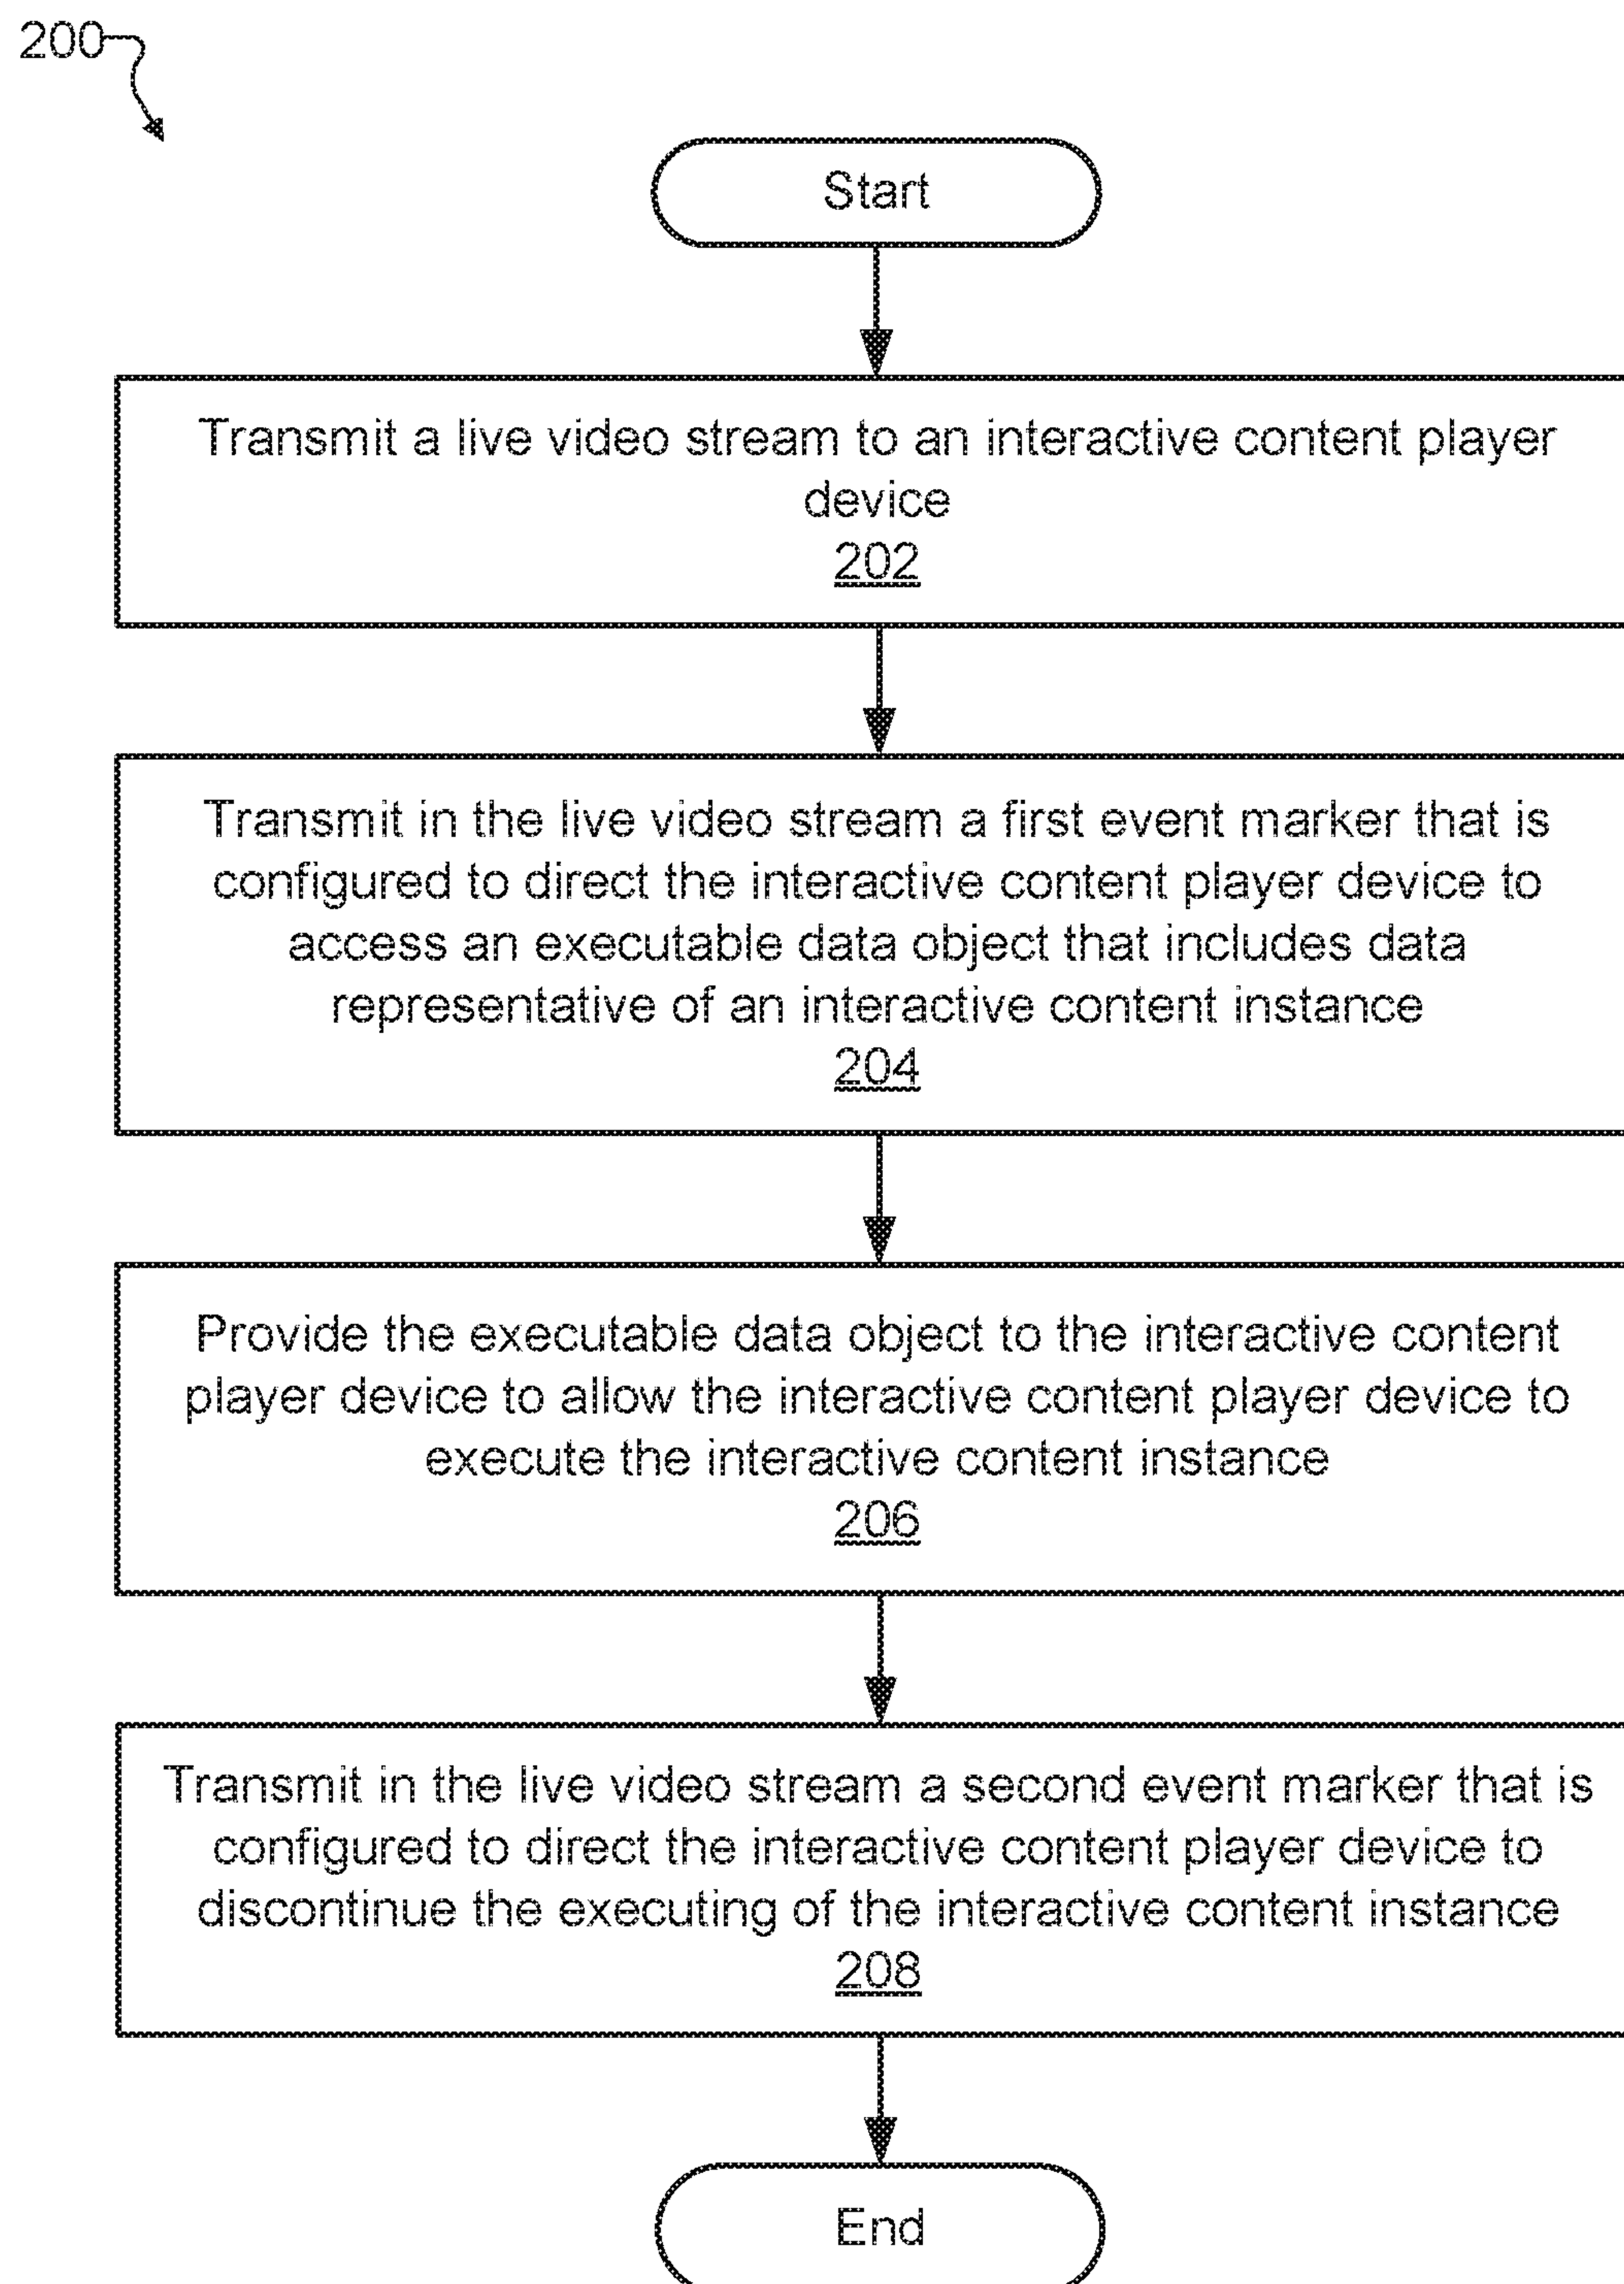 200
Start
Transmit a live video stream to an interactive content player
device
202
Transmit in the live video stream a first event marker that is
configured to direct the interactive content player device to
access an executable data object that includes data
representative of an interactive content instance
204
Provide the executable data object to the interactive content
player device to allow the interactive content player device to
execute the interactive content instance
206
Transmit in the live video stream a second event marker that is
configured to direct the interactive content player device to
discontinue the executing of the interactive content instance
208
End